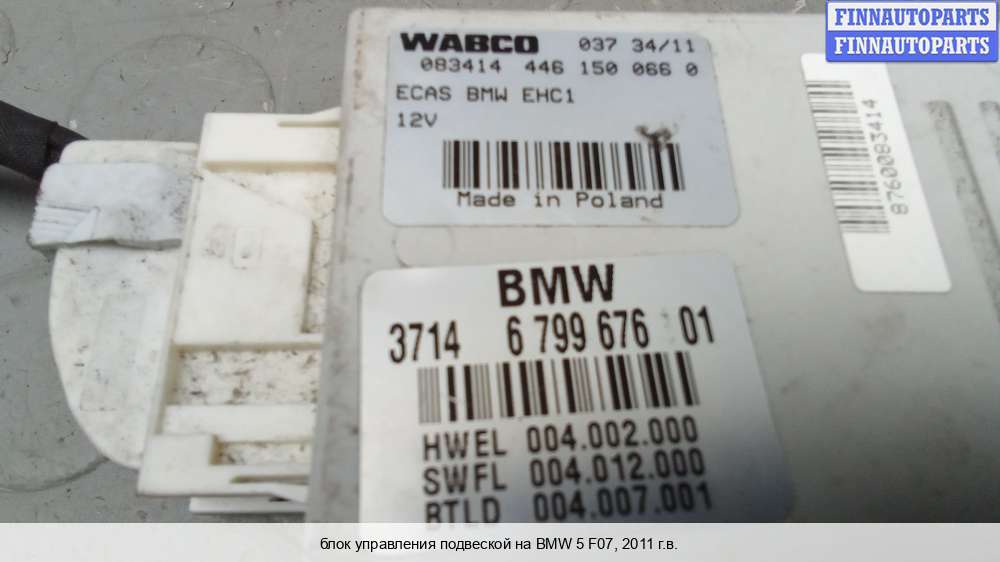 FINNAUTOPARTS
FINNAUTOPARTS
WABCO 037 34/11
083414 446 150 066 0
ECAS BMW EHC1
12V
Made in Poland
8760083414
BMW
3714 6 799 676 01
HWEL 004.002.000
SWFL 004.012.000
BTLD 004.007.001
блок управления подвеской на BMW 5 F07, 2011 г.в.